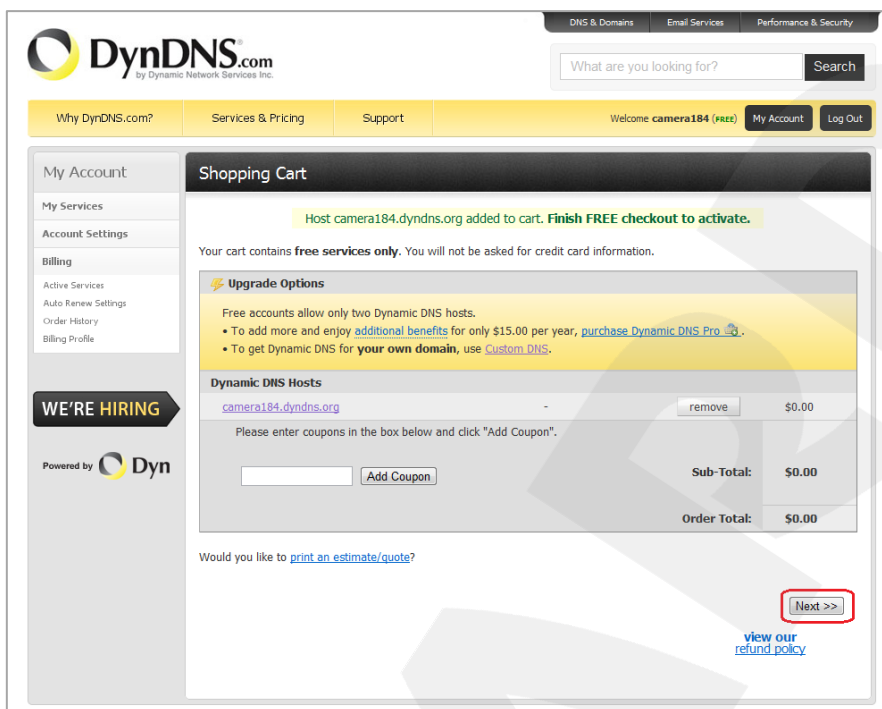 DNS & Domains Email Services Performance & Security
DynDNS.com
by Dynamic Network Services Inc.
What are you looking for? Search
Why DynDNS.com? Services & Pricing Support Welcome camera184 (FREE) My Account Log Out
My Account
My Services
Account Settings
Billing
Active Services
Auto Renew Settings
Order History
Billing Profile
WE'RE HIRING
Powered by Dyn
Shopping Cart
Host camera184.dyndns.org added to cart. Finish FREE checkout to activate.
Your cart contains free services only. You will not be asked for credit card information.
Upgrade Options
Free accounts allow only two Dynamic DNS hosts.
• To add more and enjoy additional benefits for only $15.00 per year, purchase Dynamic DNS Pro .
• To get Dynamic DNS for your own domain, use Custom DNS.
Dynamic DNS Hosts
camera184.dyndns.org - remove $0.00
Please enter coupons in the box below and click "Add Coupon".
Add Coupon Sub-Total: $0.00
Order Total: $0.00
Would you like to print an estimate/quote?
Next >>
view our
refund policy